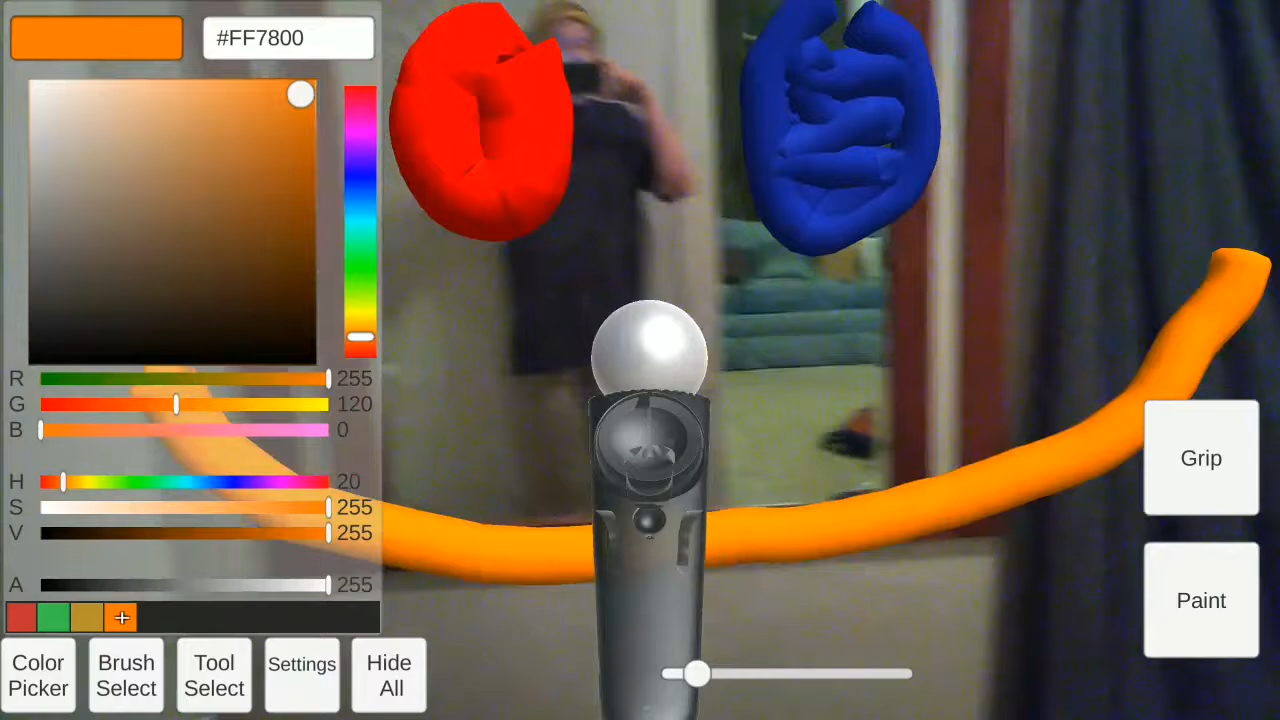 #FF7800
R 255
G 120
B 0
H 20
S 255
V 255
A 255
Grip
Paint
Color
Picker
Brush
Select
Tool
Select
Settings
Hide
All